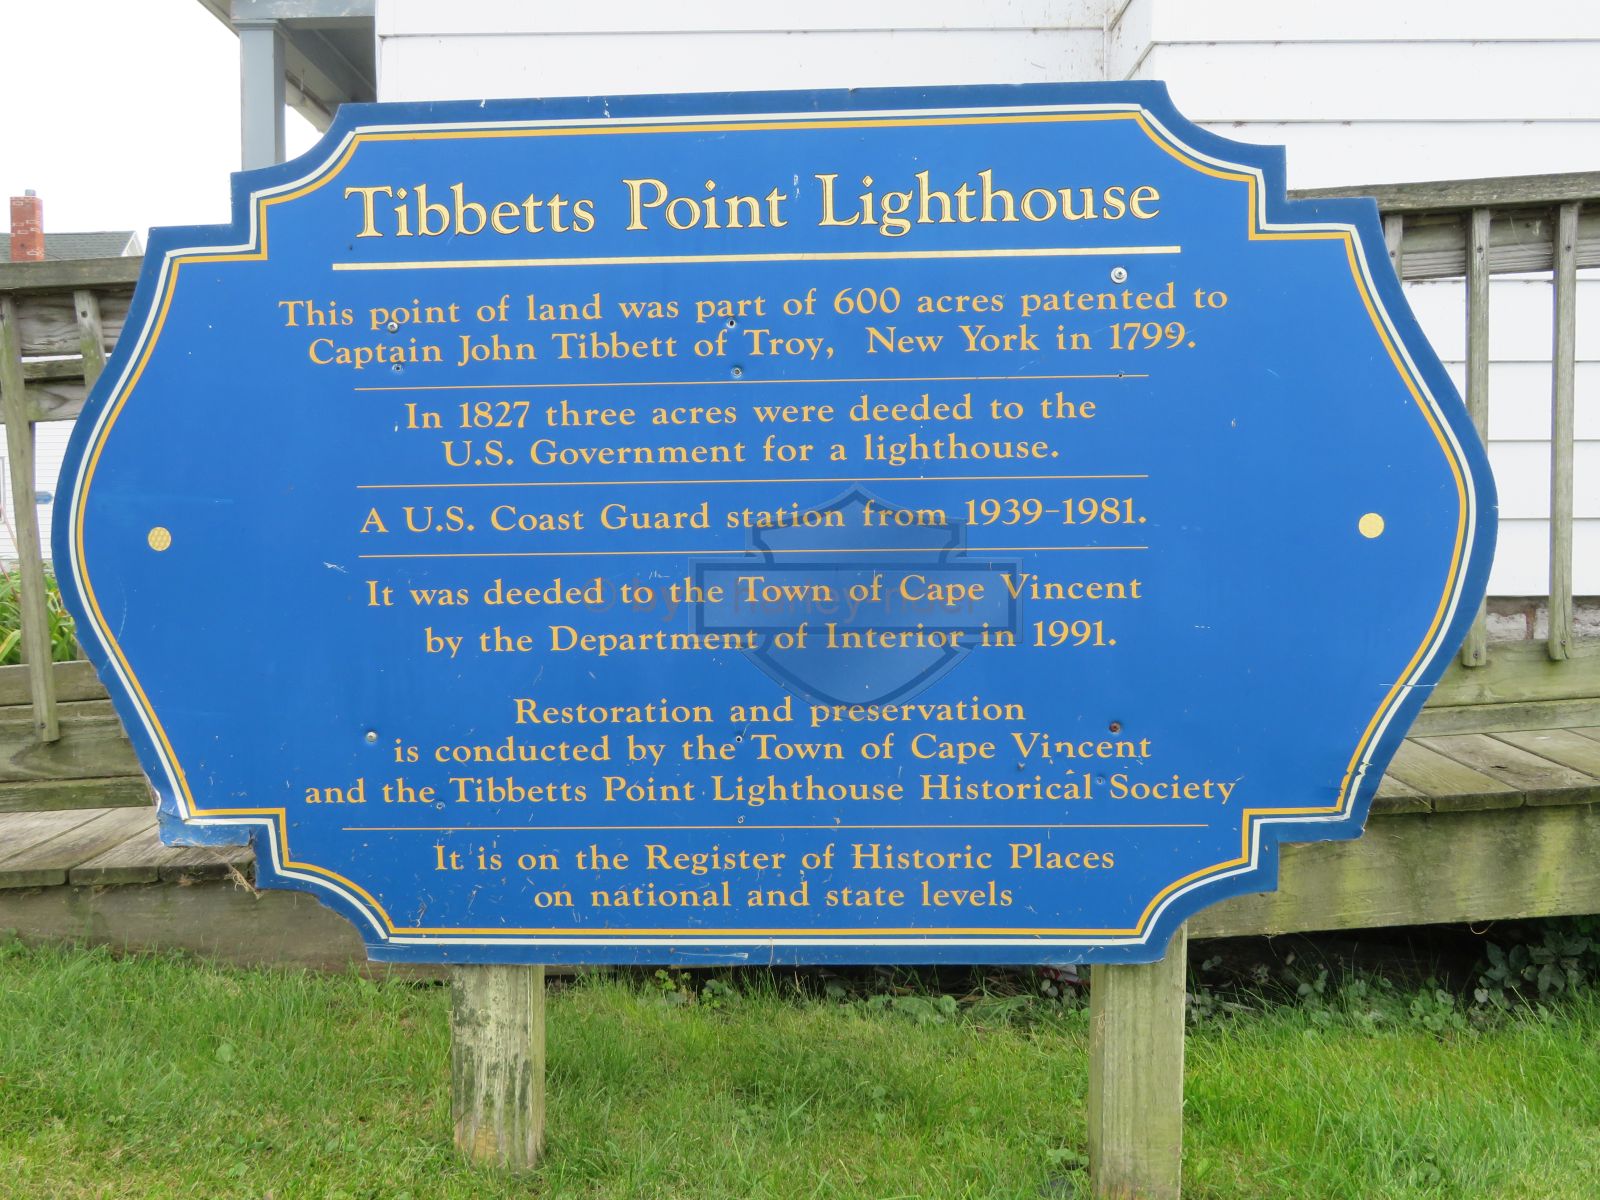 Tibbetts Point Lighthouse
This point of land was part of 600 acres patented to
Captain John Tibbett of Troy, New York in 1799.
In 1827 three acres were deeded to the
U.S. Government for a lighthouse.
A U.S. Coast Guard station from 1939-1981.
It was deeded to the Town of Cape Vincent
by the Department of Interior in 1991.
Restoration and preservation
is conducted by the Town of Cape Vincent
and the Tibbetts Point Lighthouse Historical Society
It is on the Register of Historic Places
on national and state levels
© by